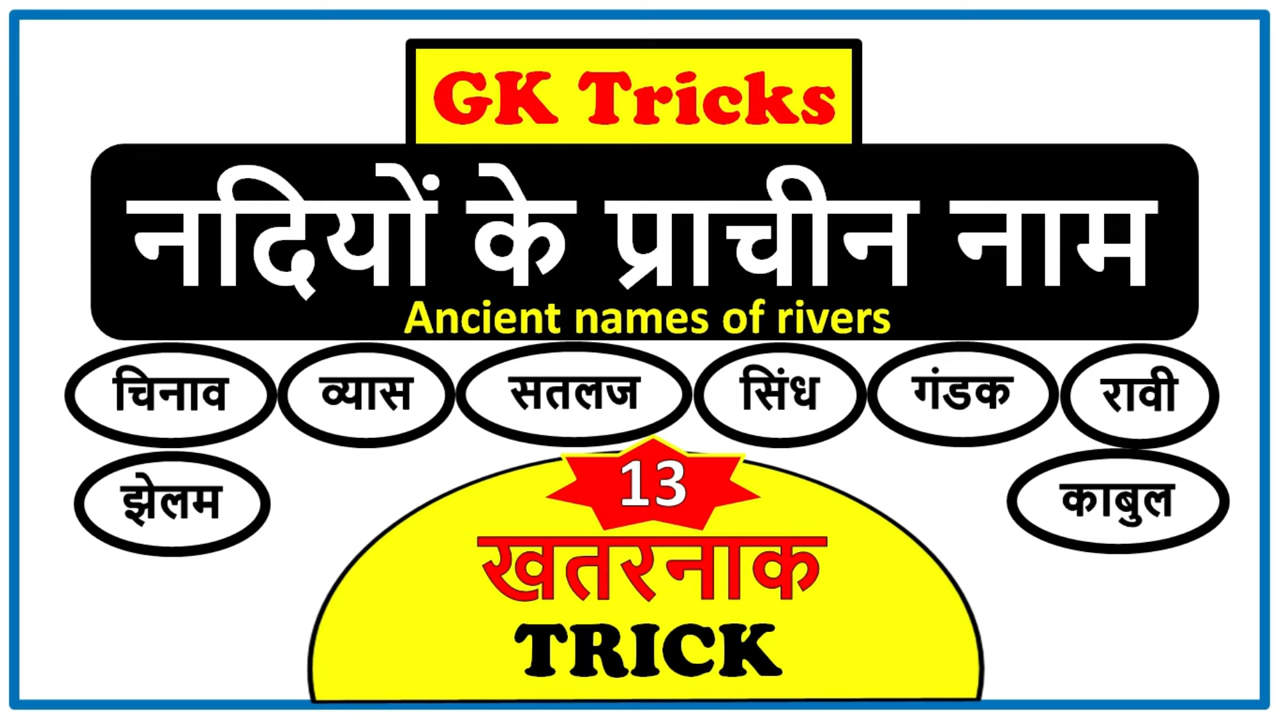 GK Tricks
नदियों के प्राचीन नाम
Ancient names of rivers
चिनाव व्यास सतलज सिंध गंडक रावी
झेलम काबुल
13
खतरनाक
TRICK